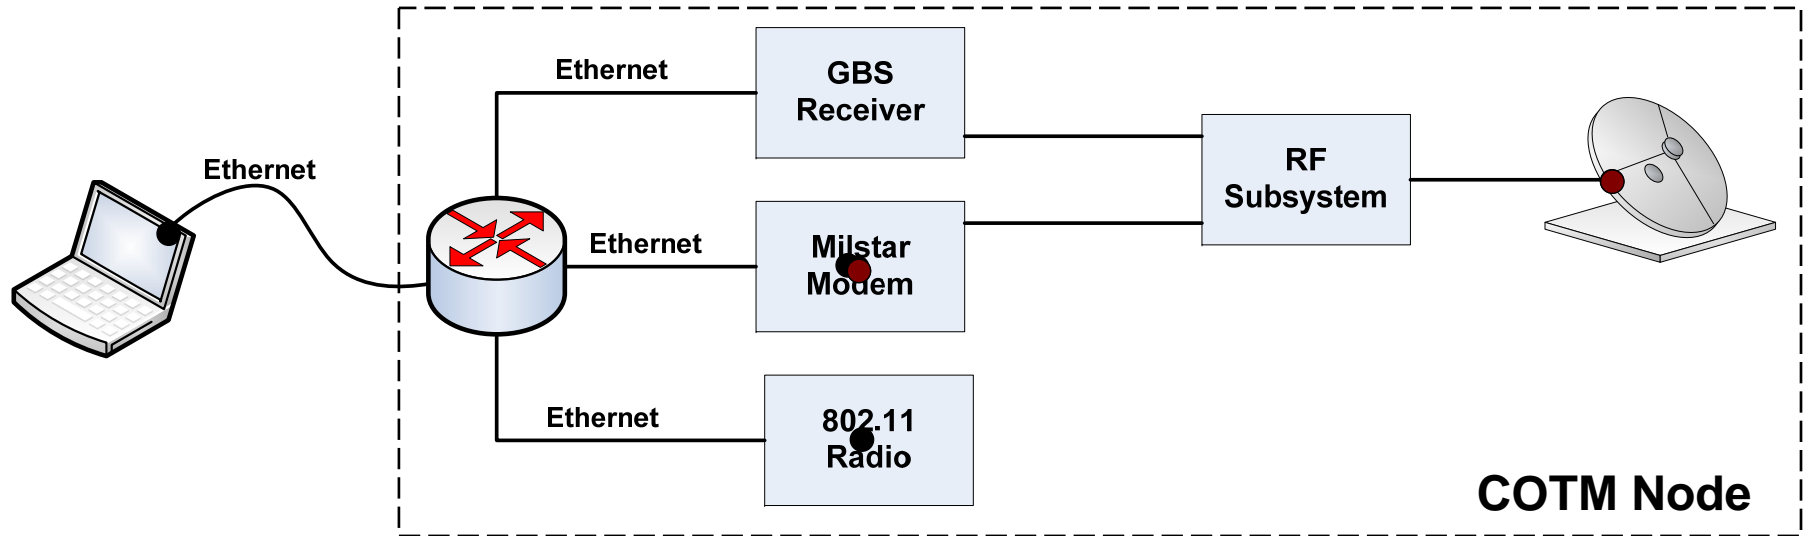 Ethernet
GBS
Receiver
Ethernet
RF
Subsystem
Ethernet
Milstar
Modem
Ethernet
802.11
Radio
COTM Node